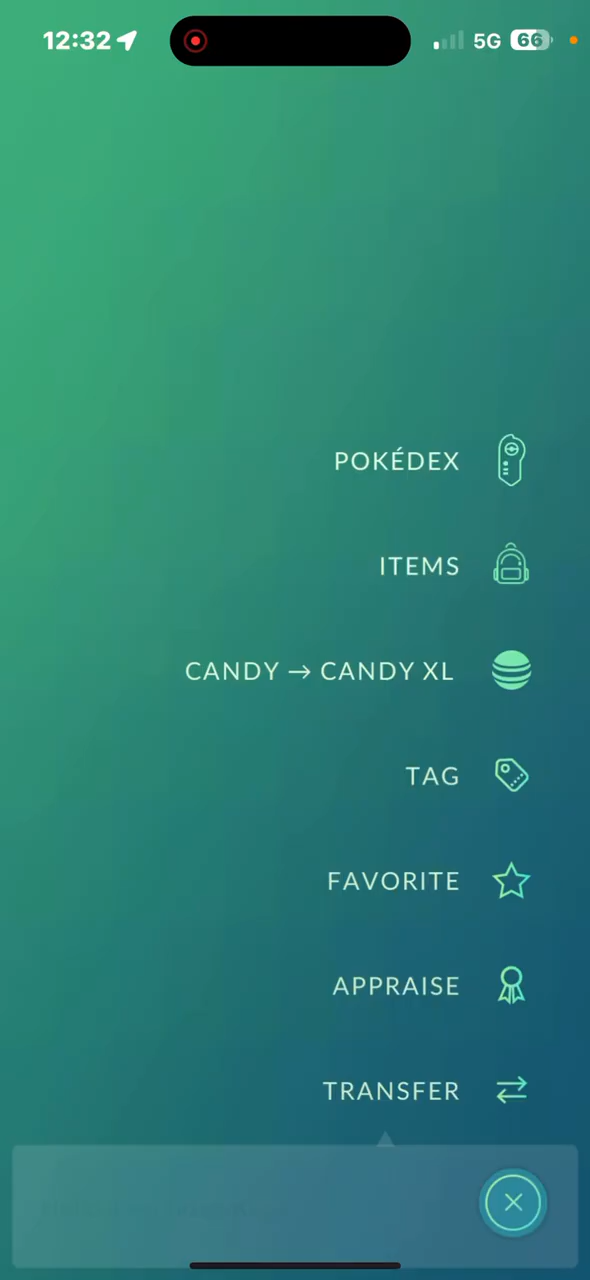 12:32
5G
66
POKÉDEX
ITEMS
CANDY → CANDY XL
TAG
FAVORITE
APPRAISE
TRANSFER